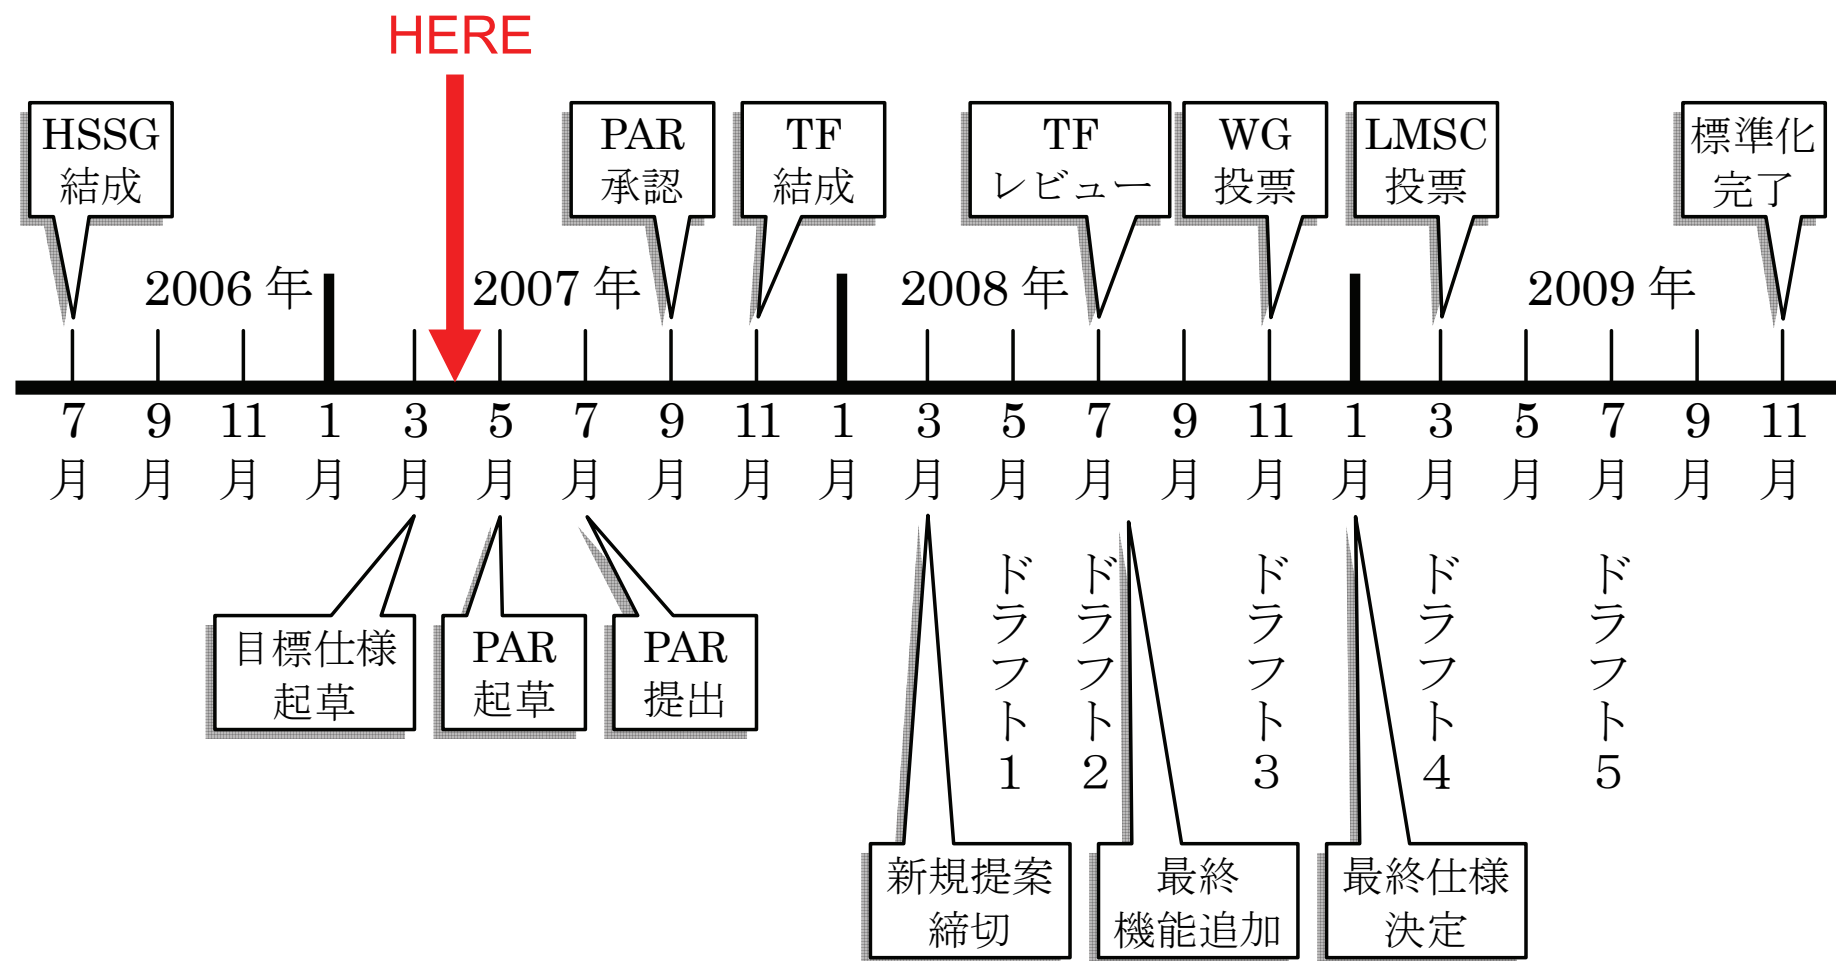 HERE
HSSG
結成
PAR
承認
TF
結成
TF
レビュー
WG
投票
LMSC
投票
標準化
完了
2006 年
2007 年
2008 年
2009 年
7 9 11 1 3 5 7 9 11 1 3 5 7 9 11 1 3 5 7 9 11
月 月 月 月 月 月 月 月 月 月 月 月 月 月 月 月 月 月 月 月 月
目標仕様
起草
PAR
起草
PAR
提出
ドラフト1
ドラフト2
ドラフト3
ドラフト4
ドラフト5
新規提案
締切
最終
機能追加
最終仕様
決定